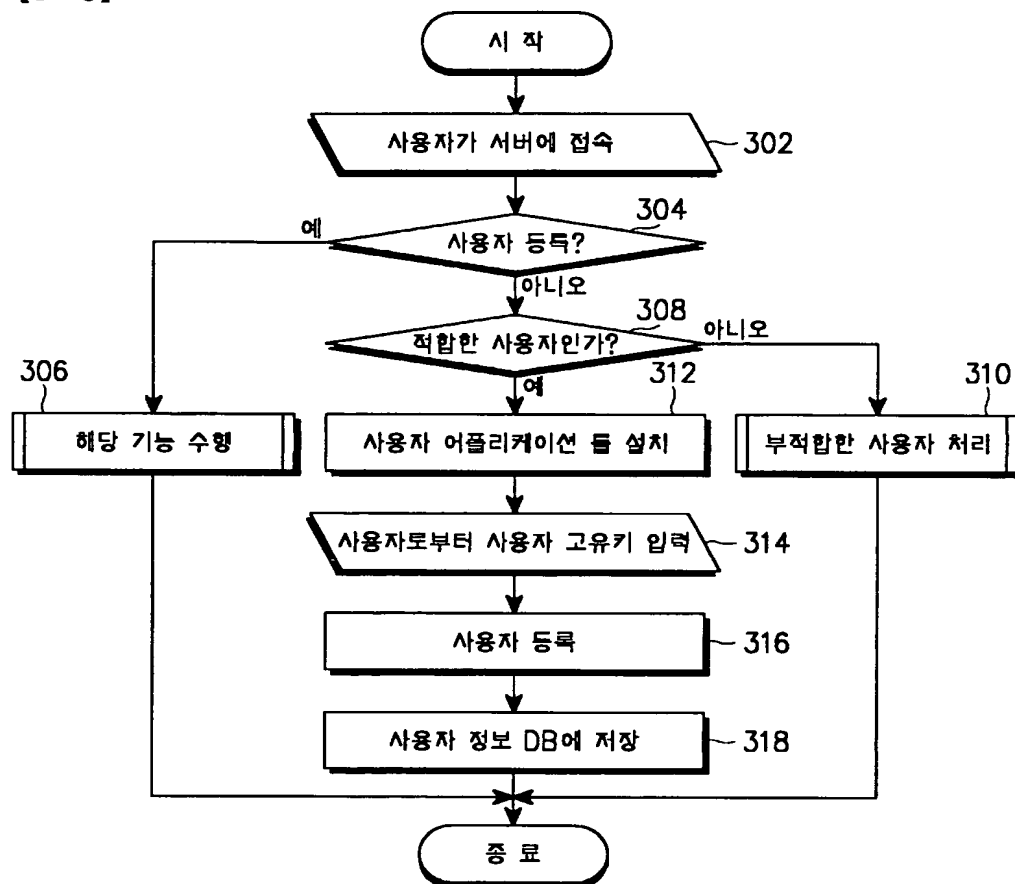 시 작
사용자가 서버에 접속
302
304
예
사용자 등록?
아니오
308
아니오
적합한 사용자인가?
예
306
312
310
해당 기능 수행
사용자 어플리케이션 툴 설치
부적합한 사용자 처리
사용자로부터 사용자 고유키 입력
314
사용자 등록
316
사용자 정보 DB에 저장
318
종 료